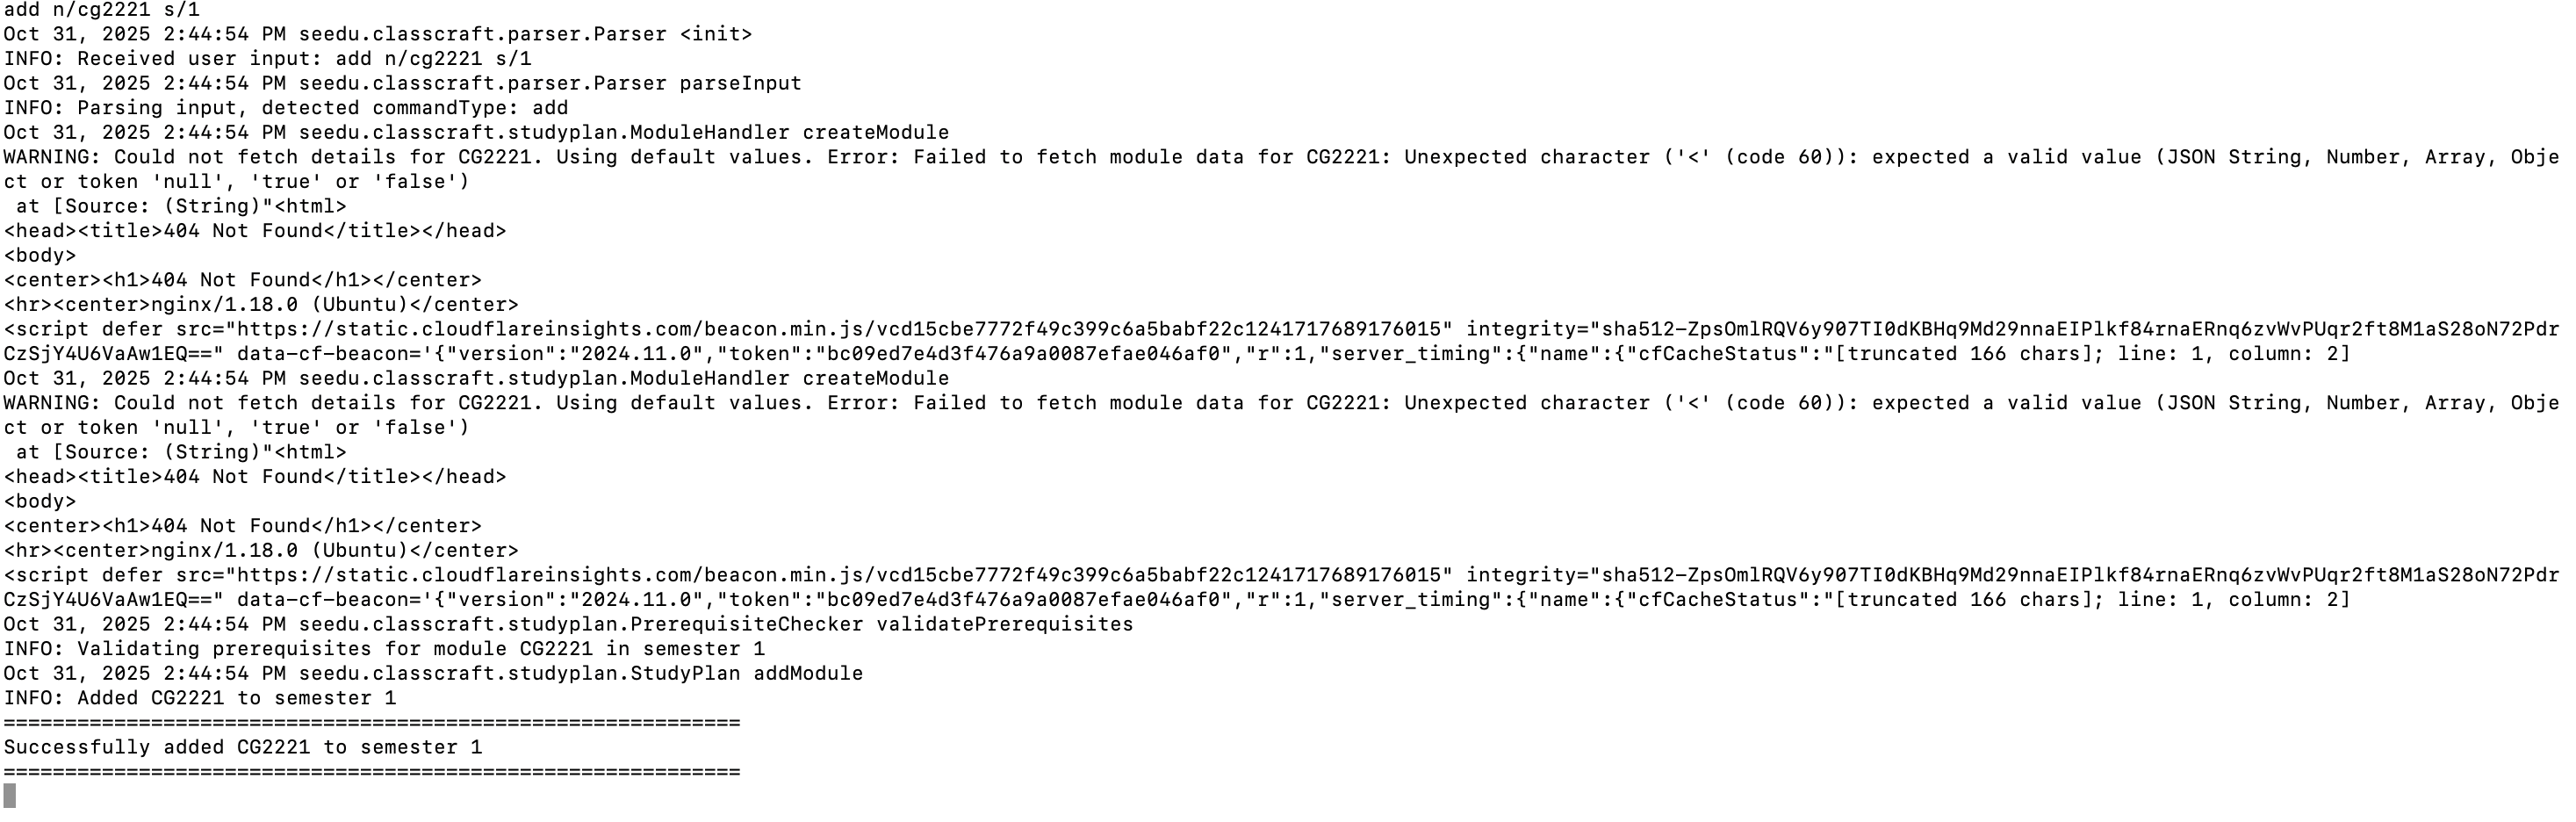 add n/cg2221 s/1
Oct 31, 2025 2:44:54 PM seedu.classcraft.parser.Parser <init>
INFO: Received user input: add n/cg2221 s/1
Oct 31, 2025 2:44:54 PM seedu.classcraft.parser.Parser parseInput
INFO: Parsing input, detected commandType: add
Oct 31, 2025 2:44:54 PM seedu.classcraft.studyplan.ModuleHandler createModule
WARNING: Could not fetch details for CG2221. Using default values. Error: Failed to fetch module data for CG2221: Unexpected character ('<' (code 60)): expected a valid value (JSON String, Number, Array, Obje
ct or token 'null', 'true' or 'false')
 at [Source: (String)"<html>
<head><title>404 Not Found</title></head>
<body>
<center><h1>404 Not Found</h1></center>
<hr><center>nginx/1.18.0 (Ubuntu)</center>
<script defer src="https://static.cloudflareinsights.com/beacon.min.js/vcd15cbe7772f49c399c6a5babf22c1241717689176015" integrity="sha512-ZpsOmlRQV6y907TI0dKBHq9Md29nnaEIPlkf84rnaERnq6zvWvPUqr2ft8M1aS28oN72Pdr
CzSjY4U6VaAw1EQ==" data-cf-beacon='{"version":"2024.11.0","token":"bc09ed7e4d3f476a9a0087efae046af0","r":1,"server_timing":{"name":{"cfCacheStatus":"[truncated 166 chars]; line: 1, column: 2]
Oct 31, 2025 2:44:54 PM seedu.classcraft.studyplan.ModuleHandler createModule
WARNING: Could not fetch details for CG2221. Using default values. Error: Failed to fetch module data for CG2221: Unexpected character ('<' (code 60)): expected a valid value (JSON String, Number, Array, Obje
ct or token 'null', 'true' or 'false')
 at [Source: (String)"<html>
<head><title>404 Not Found</title></head>
<body>
<center><h1>404 Not Found</h1></center>
<hr><center>nginx/1.18.0 (Ubuntu)</center>
<script defer src="https://static.cloudflareinsights.com/beacon.min.js/vcd15cbe7772f49c399c6a5babf22c1241717689176015" integrity="sha512-ZpsOmlRQV6y907TI0dKBHq9Md29nnaEIPlkf84rnaERnq6zvWvPUqr2ft8M1aS28oN72Pdr
CzSjY4U6VaAw1EQ==" data-cf-beacon='{"version":"2024.11.0","token":"bc09ed7e4d3f476a9a0087efae046af0","r":1,"server_timing":{"name":{"cfCacheStatus":"[truncated 166 chars]; line: 1, column: 2]
Oct 31, 2025 2:44:54 PM seedu.classcraft.studyplan.PrerequisiteChecker validatePrerequisites
INFO: Validating prerequisites for module CG2221 in semester 1
Oct 31, 2025 2:44:54 PM seedu.classcraft.studyplan.StudyPlan addModule
INFO: Added CG2221 to semester 1
============================================================
Successfully added CG2221 to semester 1
============================================================